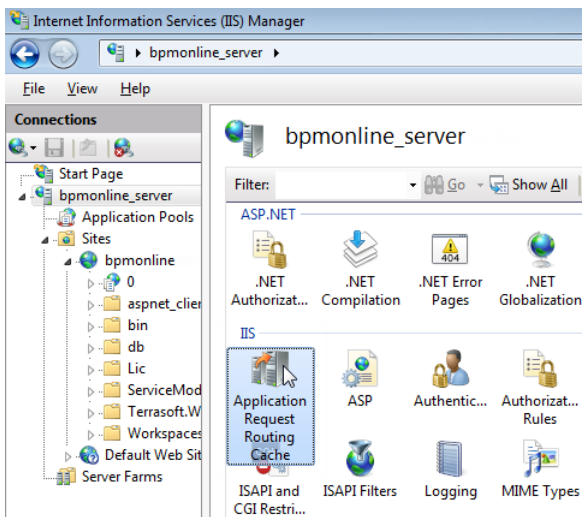 Internet Information Services (IIS) Manager
bpmonline_server
File View Help
Connections
Start Page
bpmonline_server
Application Pools
Sites
bpmonline
0
aspnet_clier
bin
db
Lic
ServiceMod
Terrasoft.W
Workspaces
Default Web Sit
Server Farms
bpmonline_server
Filter: Go Show All
ASP.NET
.NET Authorizat...
.NET Compilation
404
.NET Error Pages
.NET Globalization
IIS
Application Request Routing Cache
ASP
Authentic...
Authorizat... Rules
ISAPI and CGI Restri...
ISAPI Filters
Logging
MIME Types